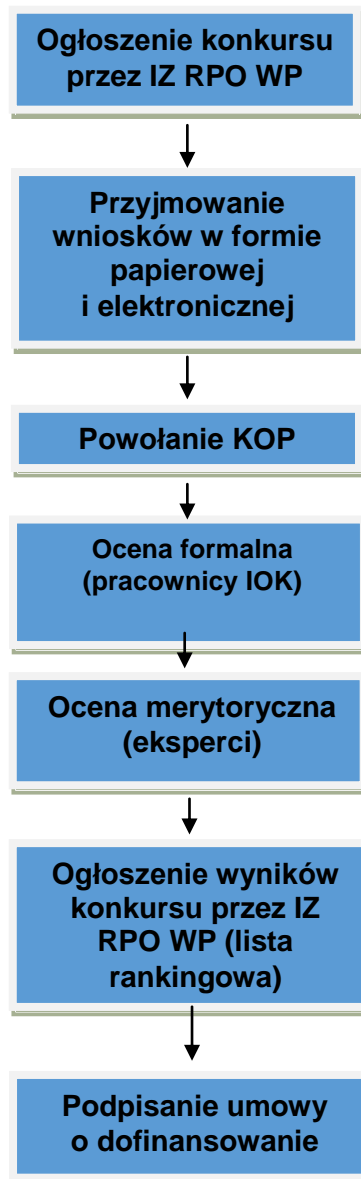 Ogłoszenie konkursu
przez IZ RPO WP
Przyjmowanie
wniosków w formie
papierowej
i elektronicznej
Powołanie KOP
Ocena formalna
(pracownicy IOK)
Ocena merytoryczna
(eksperci)
Ogłoszenie wyników
konkursu przez IZ
RPO WP (lista
rankingowa)
Podpisanie umowy
o dofinansowanie